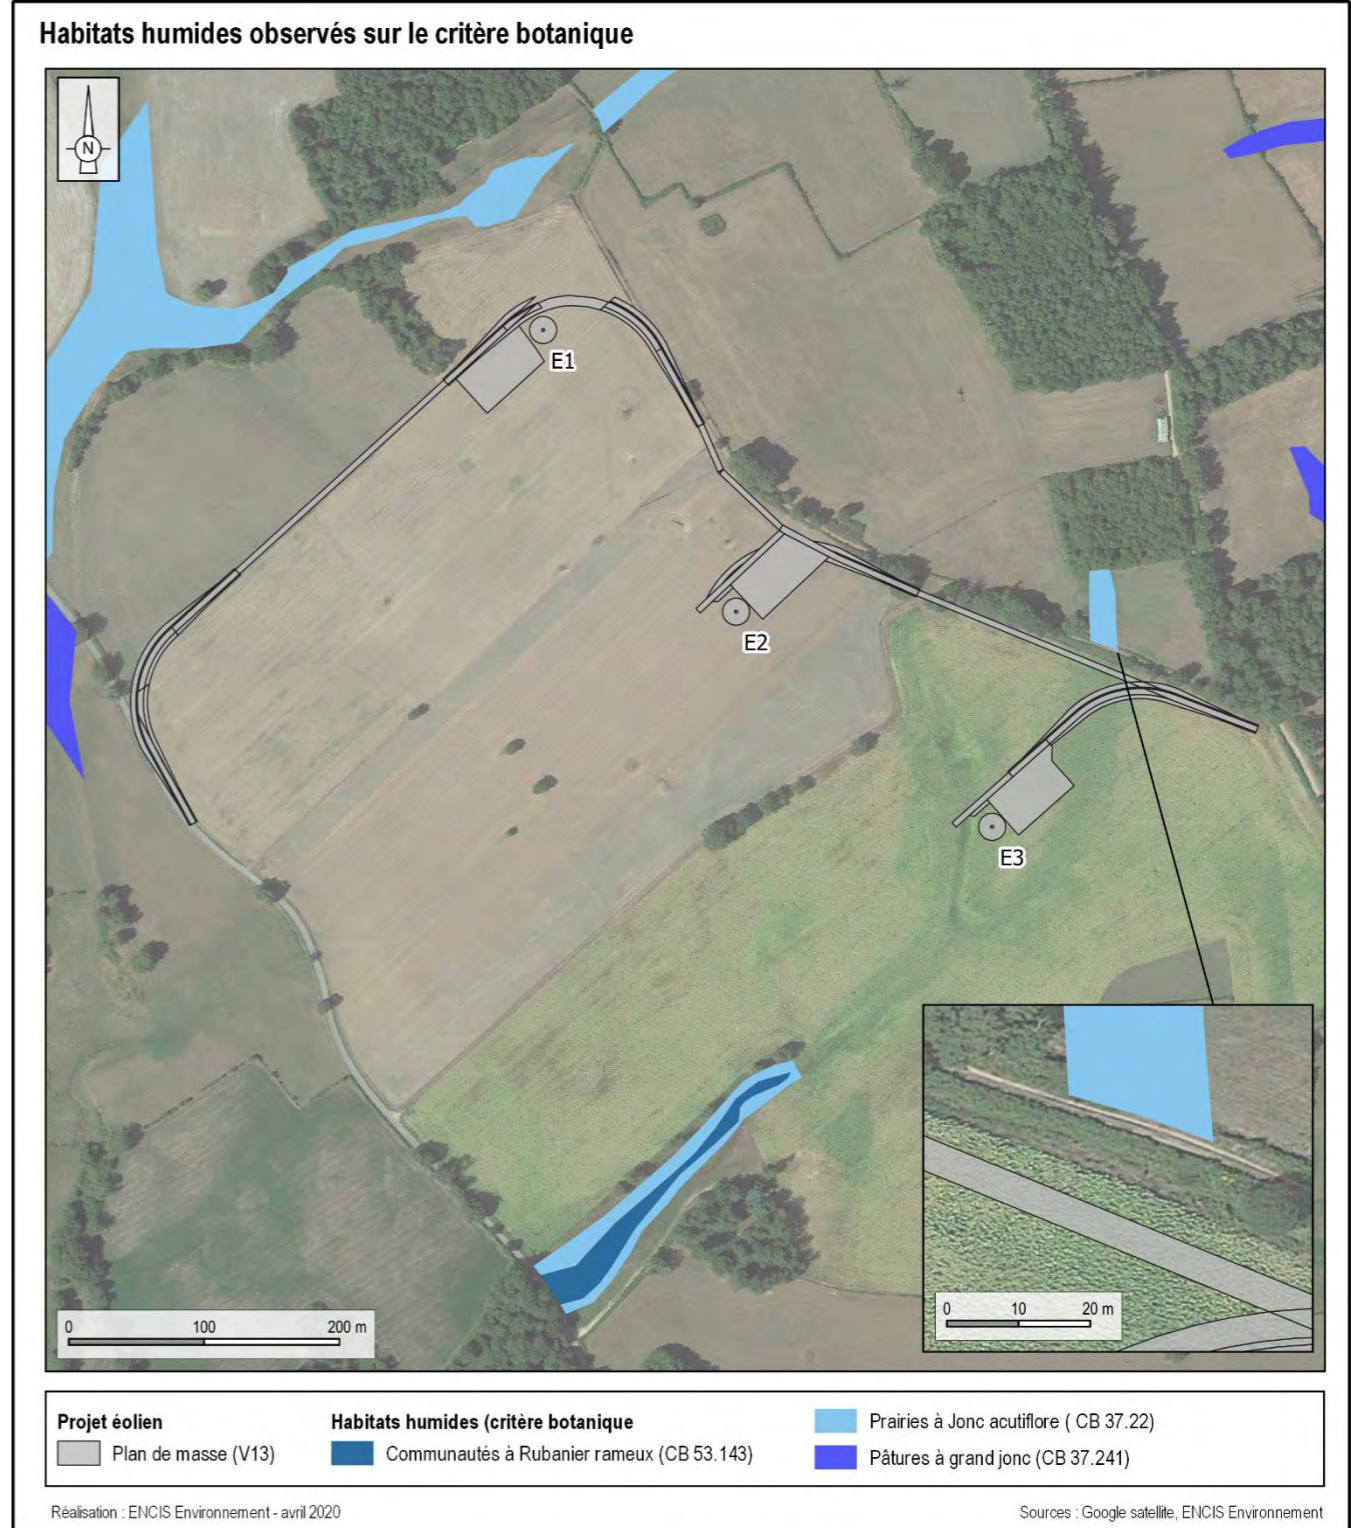 Habitats humides observés sur le critère botanique
N
E1
E2
E3
0 100 200 m
0 10 20 m
Projet éolien
Plan de masse (V13)
Habitats humides (critère botanique
Communautés à Rubanier rameux (CB 53.143)
Prairies à Jonc acutiflore ( CB 37.22)
Pâtures à grand jonc (CB 37.241)
Réalisation : ENCIS Environnement - avril 2020
Sources : Google satellite, ENCIS Environnement